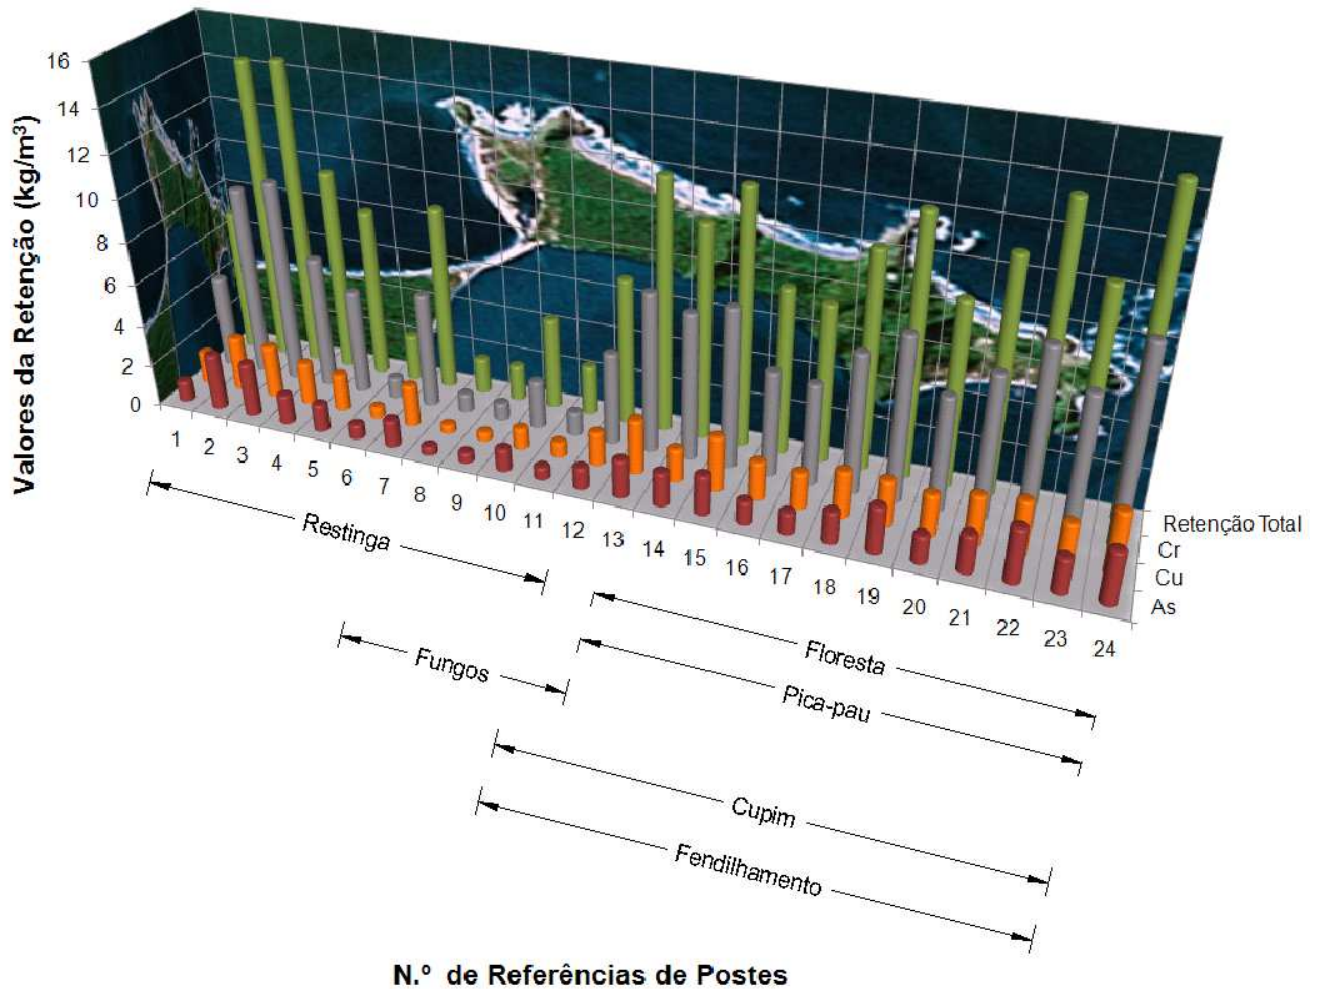 Valores da Retenção (kg/m³)
16
14
12
10
8
6
4
2
0
1 2 3 4 5 6 7 8 9 10 11 12 13 14 15 16 17 18 19 20 21 22 23 24
Retenção Total
Cr
Cu
As
Restinga
Floresta
Fungos
Pica-pau
Cupim
Fendilhamento
N.º de Referências de Postes